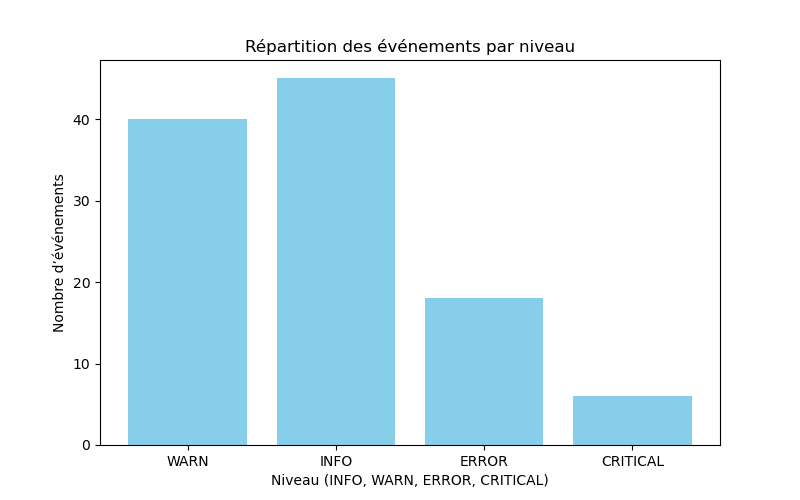 Répartition des événements par niveau
Nombre d’événements
40
30
20
10
0
WARN INFO ERROR CRITICAL
Niveau (INFO, WARN, ERROR, CRITICAL)